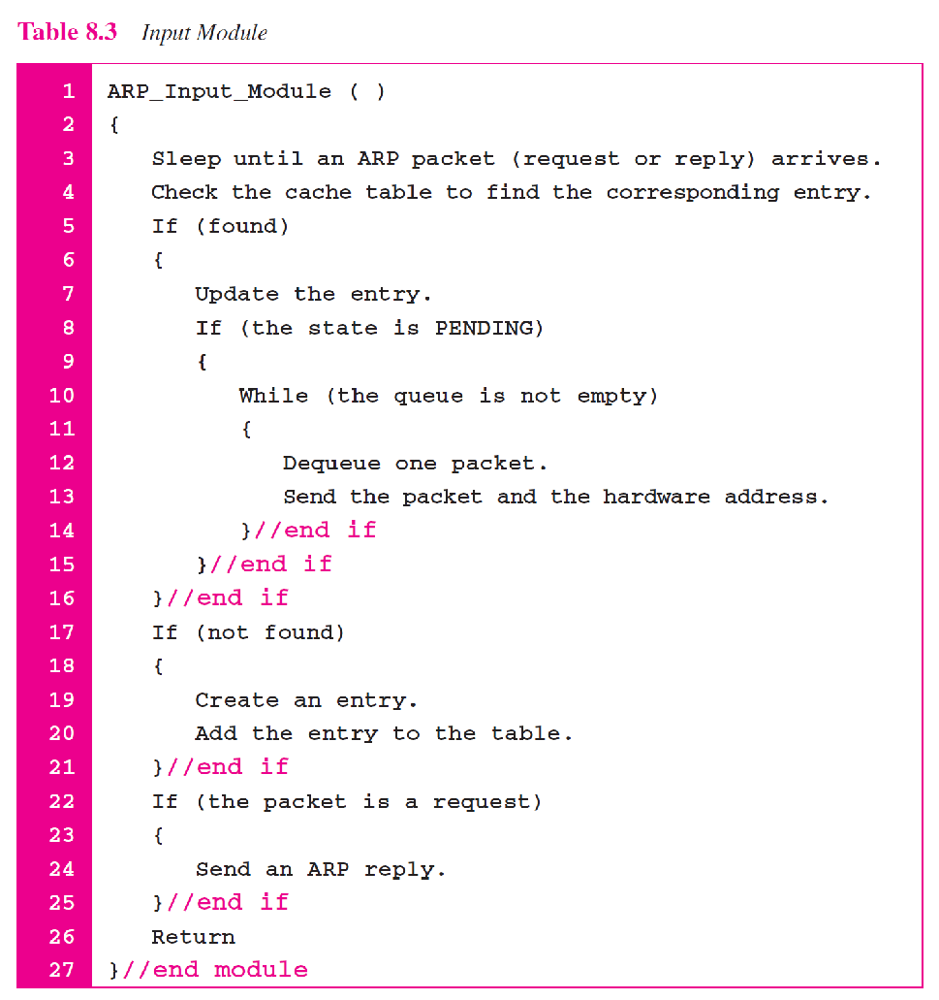 Table 8.3 Input Module
1 ARP_Input_Module ( )
2 {
3 Sleep until an ARP packet (request or reply) arrives.
4 Check the cache table to find the corresponding entry.
5 If (found)
6 {
7 Update the entry.
8 If (the state is PENDING)
9 {
10 While (the queue is not empty)
11 {
12 Dequeue one packet.
13 Send the packet and the hardware address.
14 }//end if
15 }//end if
16 }//end if
17 If (not found)
18 {
19 Create an entry.
20 Add the entry to the table.
21 }//end if
22 If (the packet is a request)
23 {
24 Send an ARP reply.
25 }//end if
26 Return
27 }//end module